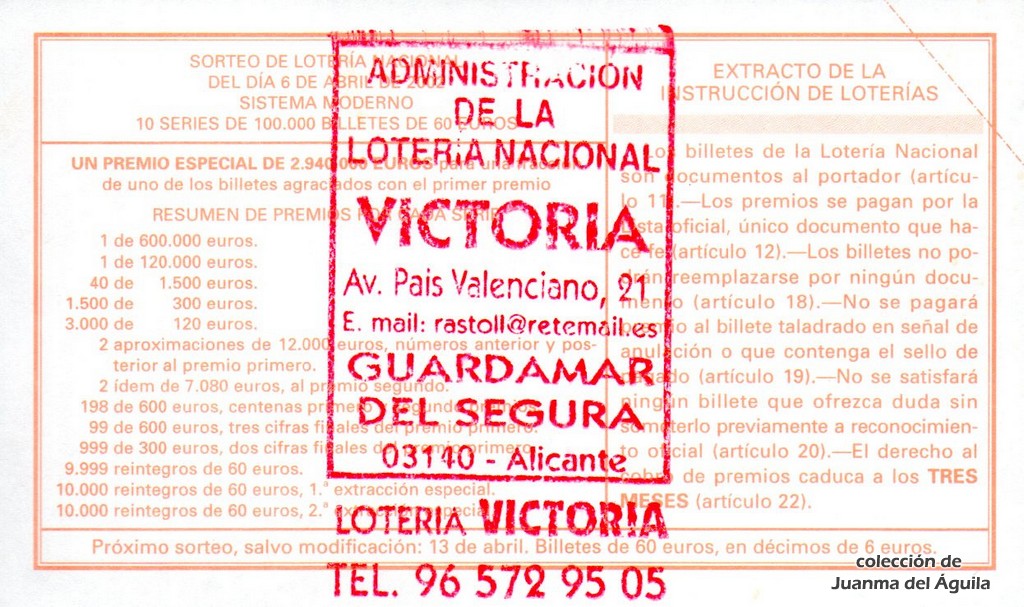 SORTEO DE LOTERÍA NACIONAL
DEL DÍA 6 DE ABRIL DE 2002
SISTEMA MODERNO
10 SERIES DE 100.000 BILLETES DE 60 EUROS
UN PREMIO ESPECIAL DE 2.940.000 EUROS para una fracción
de uno de los billetes agraciados con el primer premio
RESUMEN DE PREMIOS POR CADA SERIE
1 de 600.000 euros.
1 de 120.000 euros.
40 de 1.500 euros.
1.500 de 300 euros.
3.000 de 120 euros.
2 aproximaciones de 12.000 euros, números anterior y pos-
terior al premio primero.
2 ídem de 7.080 euros, al premio segundo.
198 de 600 euros, centenas primero y segundo premios.
99 de 600 euros, tres cifras finales del premio primero.
999 de 300 euros, dos cifras finales del premio primero.
9.999 reintegros de 60 euros.
10.000 reintegros de 60 euros, 1.ª extracción especial.
10.000 reintegros de 60 euros, 2.ª extracción especial.
EXTRACTO DE LA
INSTRUCCIÓN DE LOTERÍAS
Los billetes de la Lotería Nacional
son documentos al portador (artícu-
lo 11).—Los premios se pagan por la
lista oficial, único documento que ha-
ce fe (artículo 12).—Los billetes no po-
drán reemplazarse por ningún docu-
mento (artículo 18).—No se pagará
premio al billete taladrado en señal de
anulación o que contenga el sello de
pagado (artículo 19).—No se satisfará
ningún billete que ofrezca duda sin
someterlo previamente a reconocimien-
to oficial (artículo 20).—El derecho al
cobro de premios caduca a los TRES
MESES (artículo 22).
Próximo sorteo, salvo modificación: 13 de abril. Billetes de 60 euros, en décimos de 6 euros.
ADMINISTRACION
DE LA
LOTERIA NACIONAL
VICTORIA
Av. Pais Valenciano, 21
E. mail: rastoll@retemail.es
GUARDAMAR
DEL SEGURA
03140 - Alicante
LOTERIA VICTORIA
TEL. 96 572 95 05
colección de
Juanma del Águila